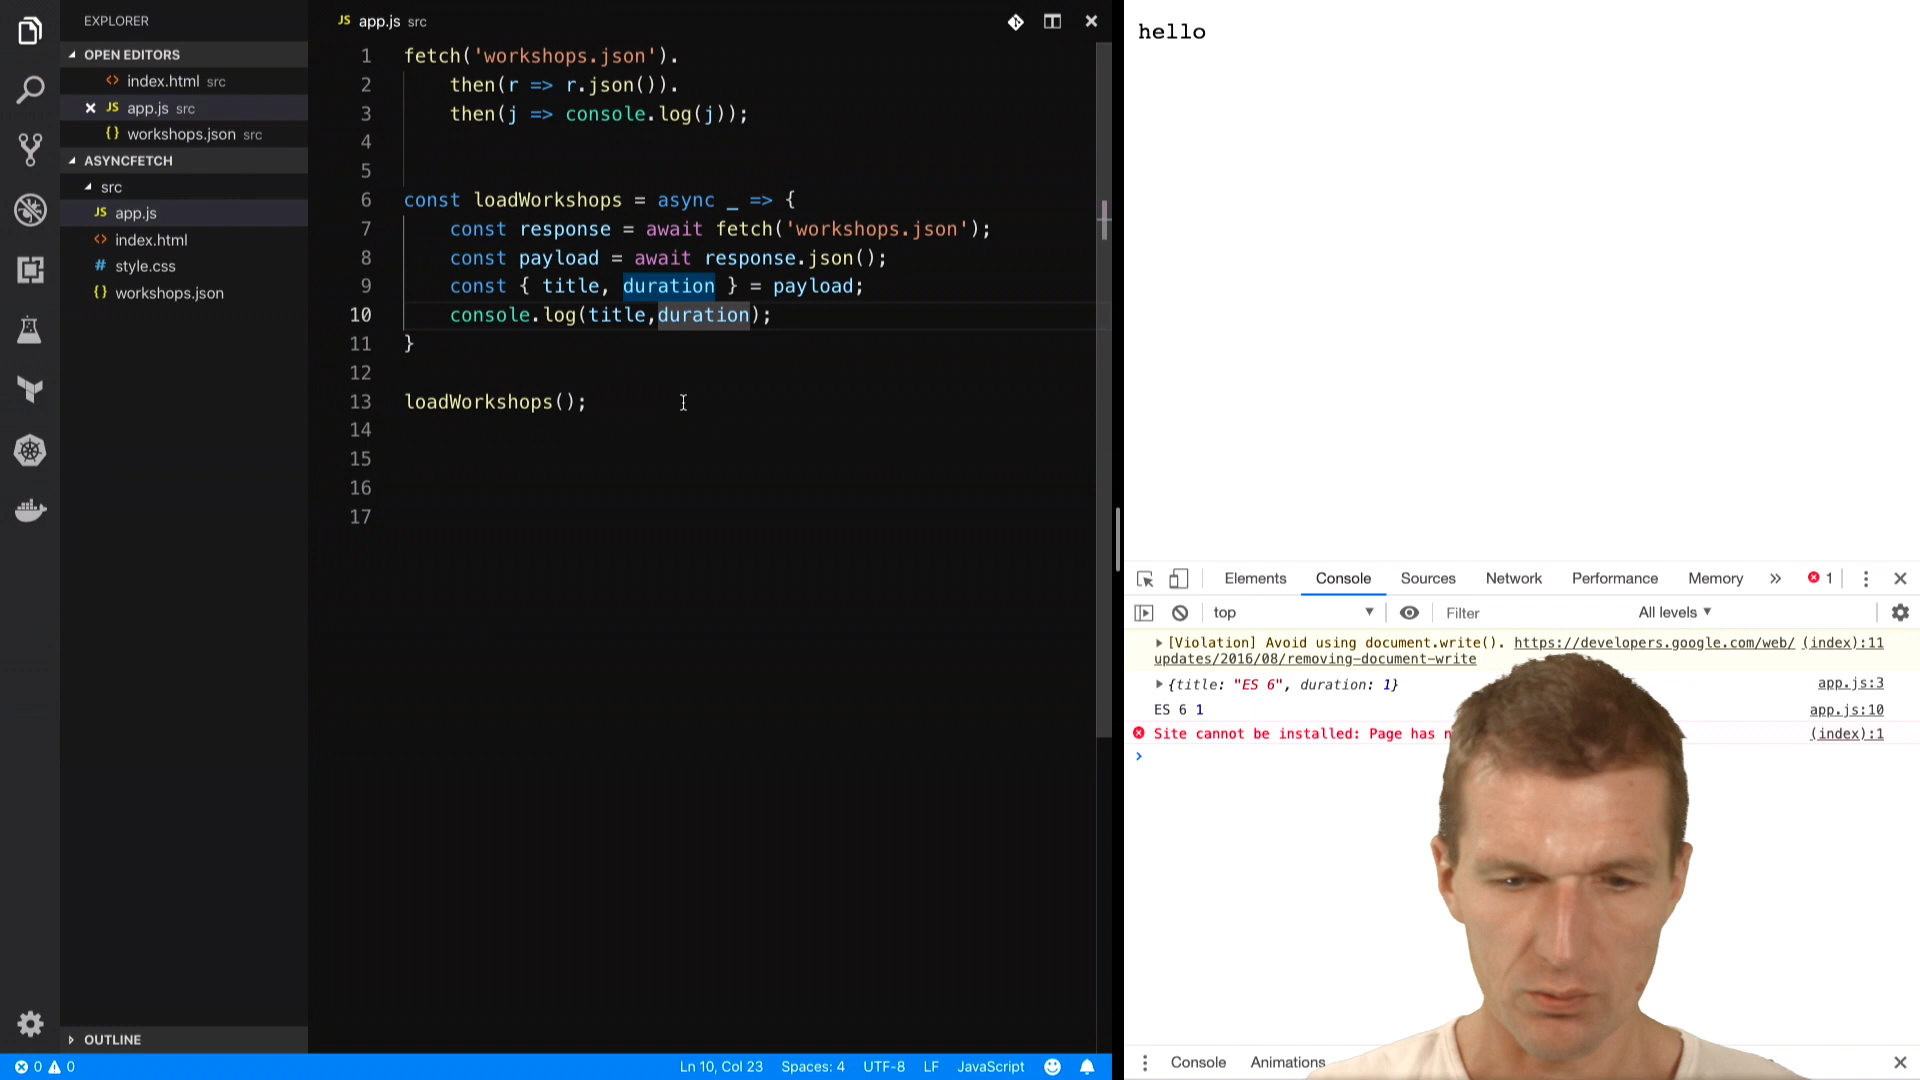 EXPLORER
OPEN EDITORS
index.html src
app.js src
workshops.json src
ASYNCFETCH
src
app.js
index.html
style.css
workshops.json
OUTLINE
JS app.js src
1 fetch('workshops.json').
2 then(r => r.json()).
3 then(j => console.log(j));
4
5
6 const loadWorkshops = async _ => {
7 const response = await fetch('workshops.json');
8 const payload = await response.json();
9 const { title, duration } = payload;
10 console.log(title,duration);
11 }
12
13 loadWorkshops();
14
15
16
17
0 0
Ln 10, Col 23 Spaces: 4 UTF-8 LF JavaScript
hello
Elements Console Sources Network Performance Memory » 1
top Filter All levels
[Violation] Avoid using document.write(). https://developers.google.com/web/ (index):11
updates/2016/08/removing-document-write
{title: "ES 6", duration: 1} app.js:3
ES 6 1 app.js:10
Site cannot be installed: Page has (index):1
>
Console Animations